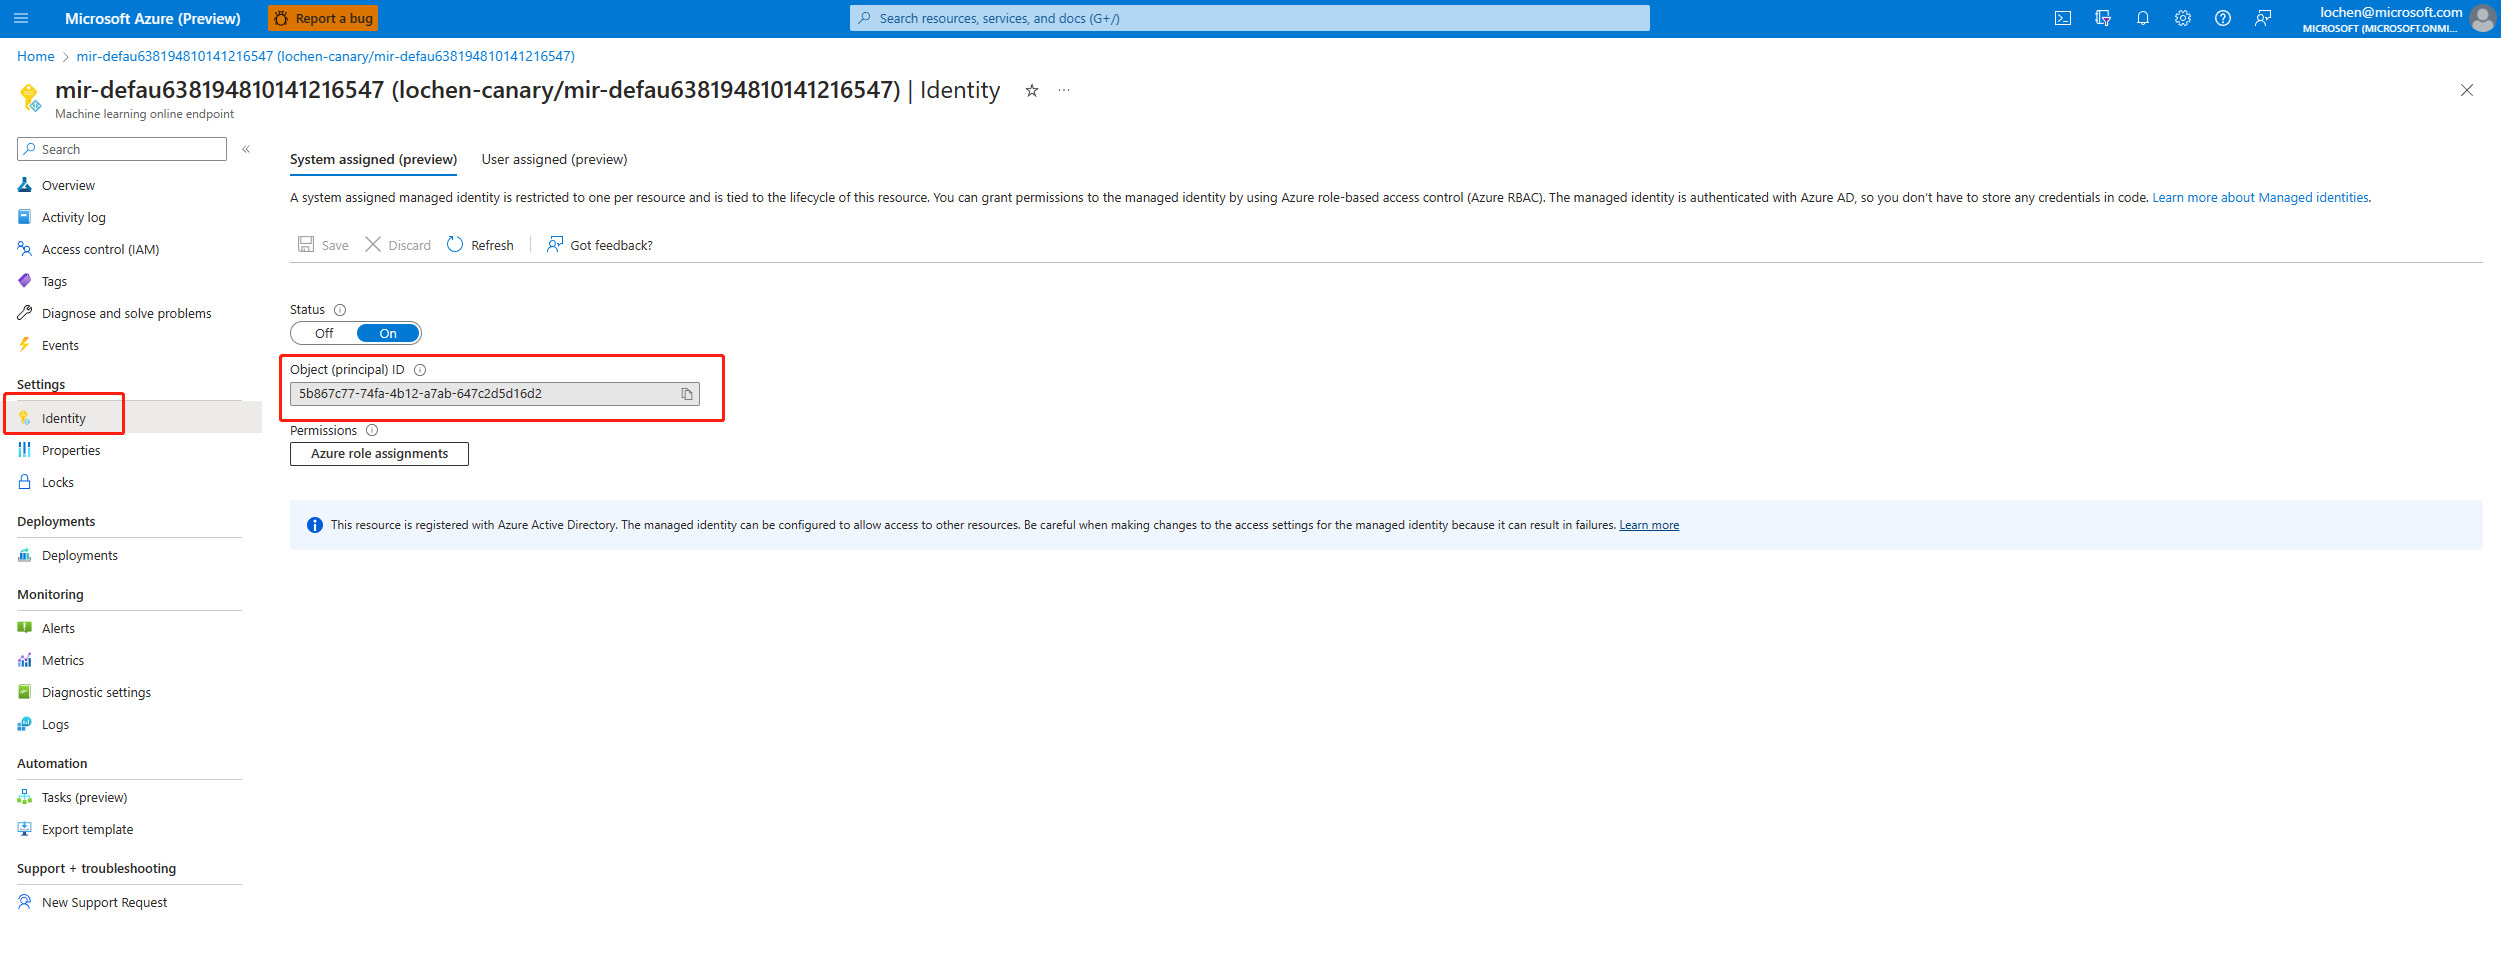 Microsoft Azure (Preview)
Report a bug
Search resources, services, and docs (G+/)
lochen@microsoft.com
MICROSOFT (MICROSOFT.ONMI...
Home > mir-defau638194810141216547 (lochen-canary/mir-defau638194810141216547)
mir-defau638194810141216547 (lochen-canary/mir-defau638194810141216547) | Identity
Machine learning online endpoint
Search
Overview
Activity log
Access control (IAM)
Tags
Diagnose and solve problems
Events
Settings
Identity
Properties
Locks
Deployments
Deployments
Monitoring
Alerts
Metrics
Diagnostic settings
Logs
Automation
Tasks (preview)
Export template
Support + troubleshooting
New Support Request
System assigned (preview)
User assigned (preview)
A system assigned managed identity is restricted to one per resource and is tied to the lifecycle of this resource. You can grant permissions to the managed identity by using Azure role-based access control (Azure RBAC). The managed identity is authenticated with Azure AD, so you don't have to store any credentials in code. Learn more about Managed identities.
Save
Discard
Refresh
Got feedback?
Status
Off
On
Object (principal) ID
5b867c77-74fa-4b12-a7ab-647c2d5d16d2
Permissions
Azure role assignments
This resource is registered with Azure Active Directory. The managed identity can be configured to allow access to other resources. Be careful when making changes to the access settings for the managed identity because it can result in failures. Learn more